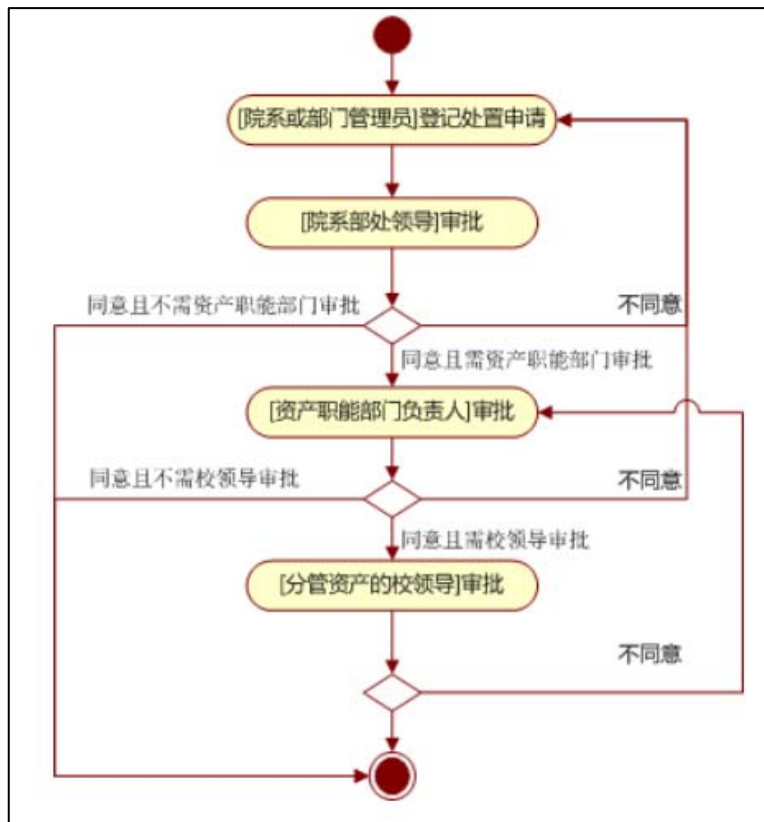 [院系或部门管理员]登记处置申请
[院系部处领导]审批
同意且不需资产职能部门审批
不同意
同意且需资产职能部门审批
[资产职能部门负责人]审批
同意且不需校领导审批
不同意
同意且需校领导审批
[分管资产的校领导]审批
不同意